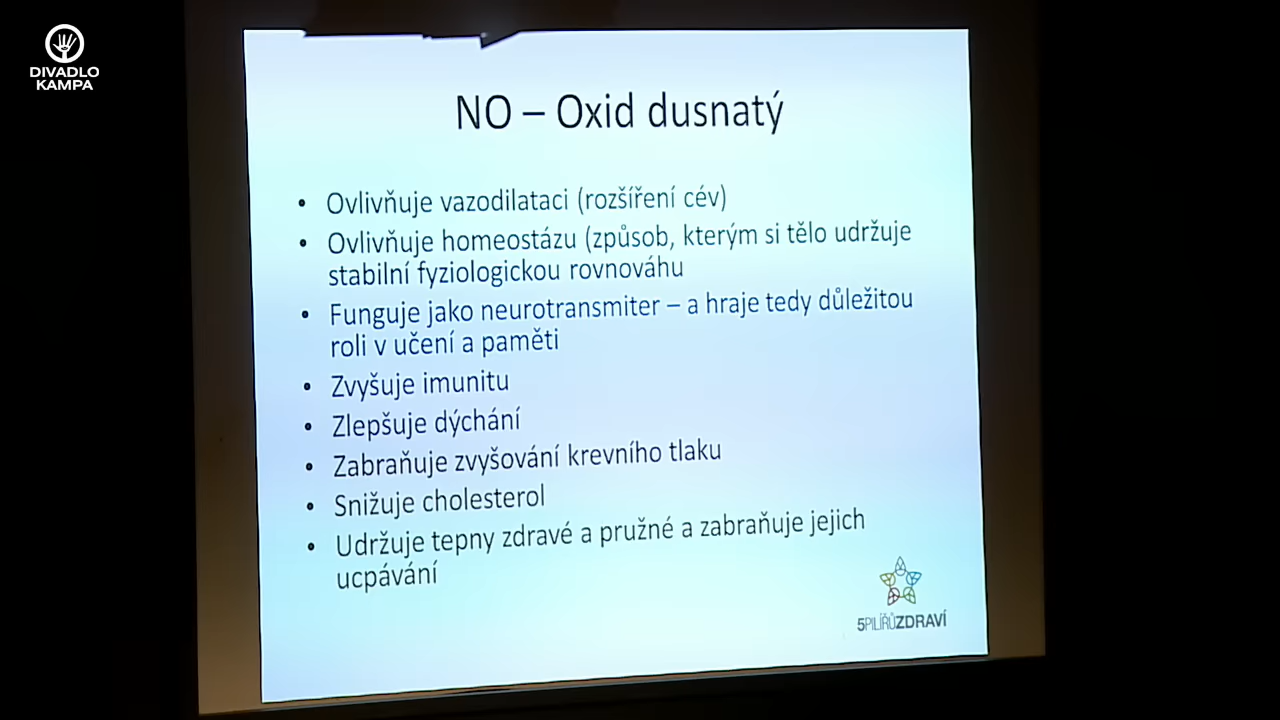 DIVADLO
KAMPA
NO – Oxid dusnatý
• Ovlivňuje vazodilataci (rozšíření cév)
• Ovlivňuje homeostázu (způsob, kterým si tělo udržuje
stabilní fyziologickou rovnováhu
• Funguje jako neurotransmiter – a hraje tedy důležitou
roli v učení a paměti
• Zvyšuje imunitu
• Zlepšuje dýchání
• Zabraňuje zvyšování krevního tlaku
• Snižuje cholesterol
• Udržuje tepny zdravé a pružné a zabraňuje jejich
ucpávání
5PILÍŘŮZDRAVÍ